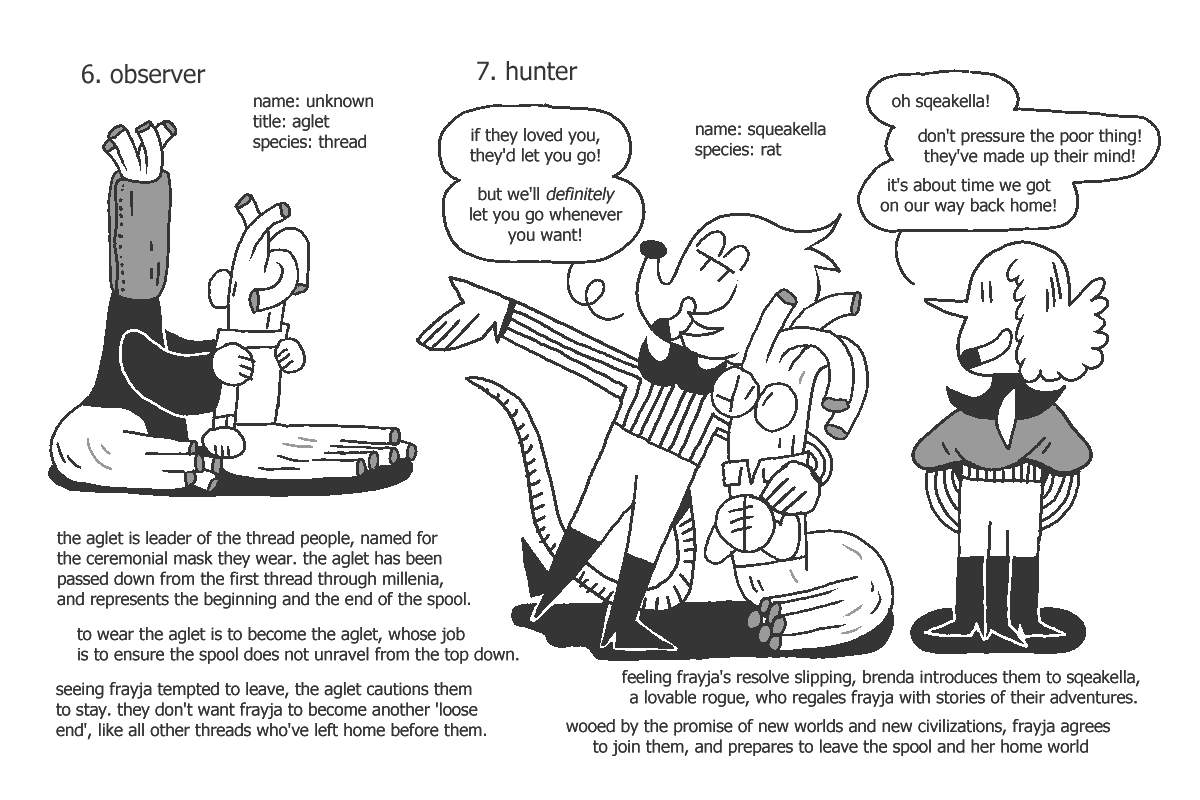 6. observer
name: unknown
title: aglet
species: thread
the aglet is leader of the thread people, named for
the ceremonial mask they wear. the aglet has been
passed down from the first thread through millenia,
and represents the beginning and the end of the spool.
to wear the aglet is to become the aglet, whose job
is to ensure the spool does not unravel from the top down.
seeing frayja tempted to leave, the aglet cautions them
to stay. they don't want frayja to become another 'loose
end', like all other threads who've left home before them.
7. hunter
name: squeakella
species: rat
if they loved you,
they'd let you go!
but we'll definitely
let you go whenever
you want!
oh sqeakella!
don't pressure the poor thing!
they've made up their mind!
it's about time we got
on our way back home!
feeling frayja's resolve slipping, brenda introduces them to sqeakella,
a lovable rogue, who regales frayja with stories of their adventures.
wooed by the promise of new worlds and new civilizations, frayja agrees
to join them, and prepares to leave the spool and her home world